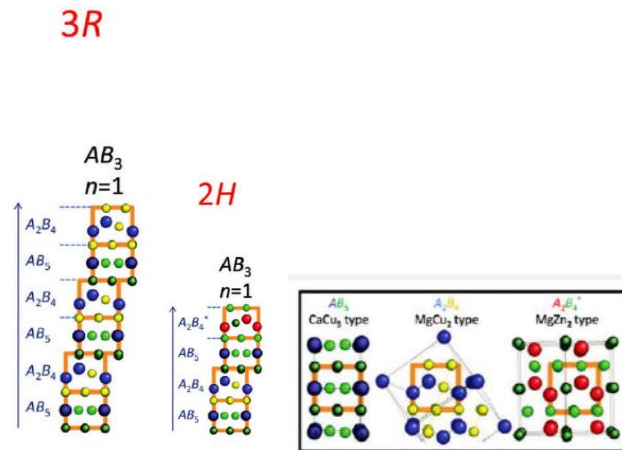 3R
AB3
n=1
A2B4
AB5
A2B4
AB5
A2B4
AB5
2H
AB3
n=1
A2B4*
AB5
A2B4
AB5
AB5
CaCu5 type
A2B4
MgCu2 type
A2B4*
MgZn2 type